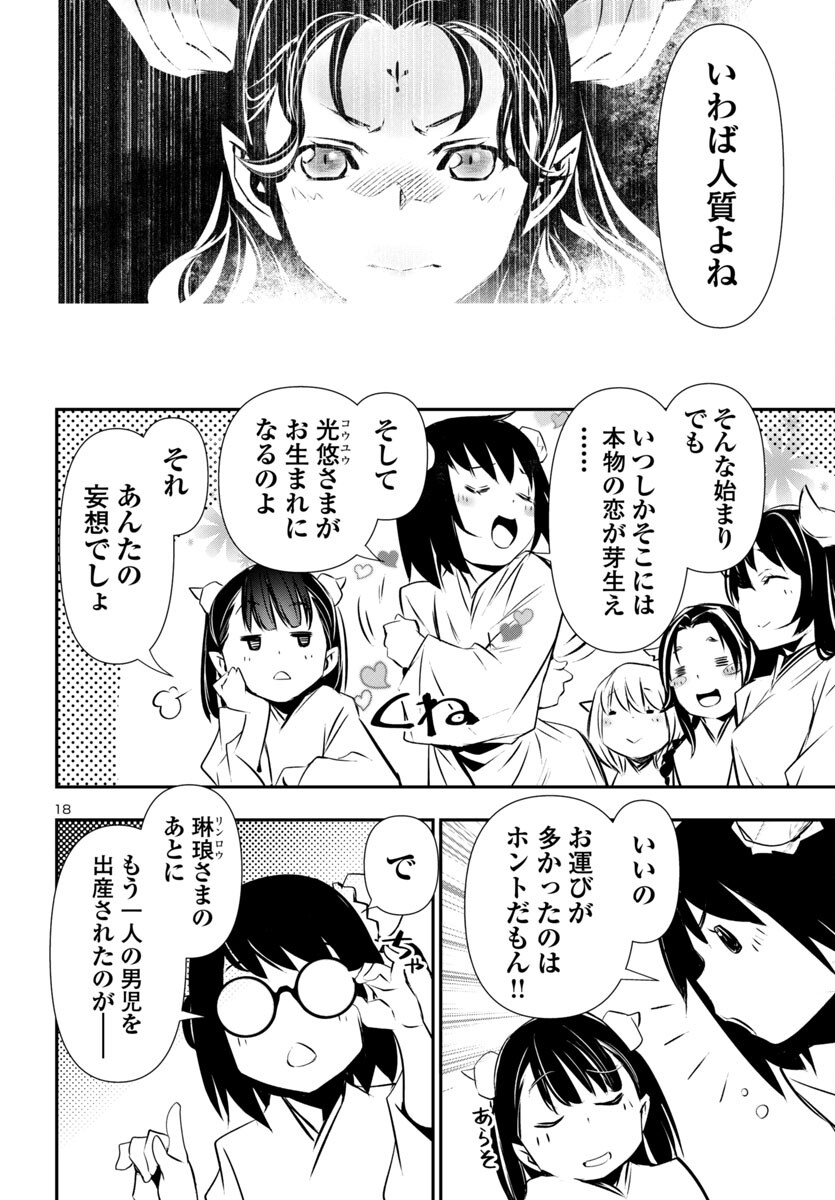 いわば人質よね
そんな始まり
でも
いつしかそこには
本物の恋が芽生え
……
そして
光悠さまが
コウユウ
お生まれに
なるのよ
それ
あんたの
妄想でしょ
くね
18
いいの
お運びが
多かったのは
ホントだもん!!
あらそ
で
ちゃ
琳琅さまの
リンロウ
あとに
もう一人の男児を
出産されたのが――